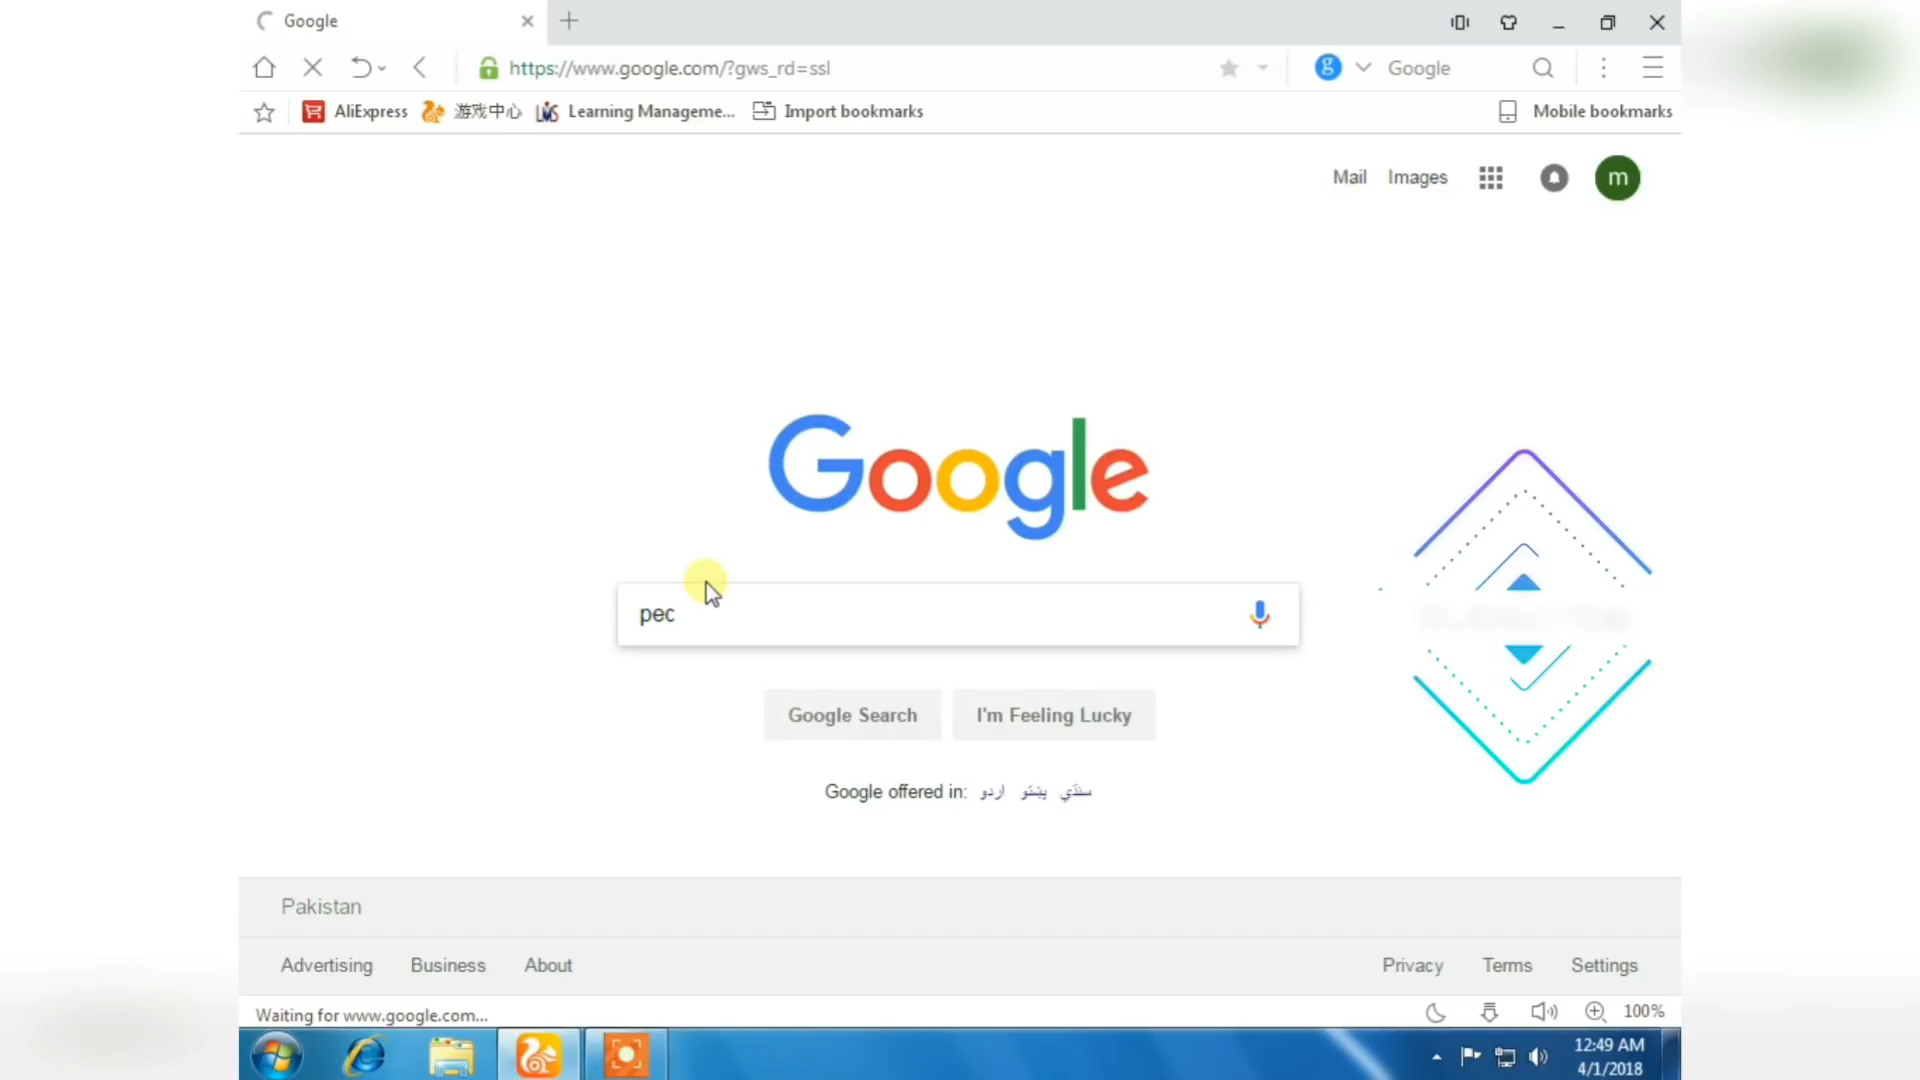 Google
https://www.google.com/?gws_rd=ssl
Google
AliExpress
游戏中心
Learning Manageme...
Import bookmarks
Mobile bookmarks
Mail
Images
m
Google
pec
Google Search
I'm Feeling Lucky
Google offered in: اردو پښتو سنڌي
Pakistan
Advertising
Business
About
Privacy
Terms
Settings
Waiting for www.google.com...
100%
12:49 AM
4/1/2018